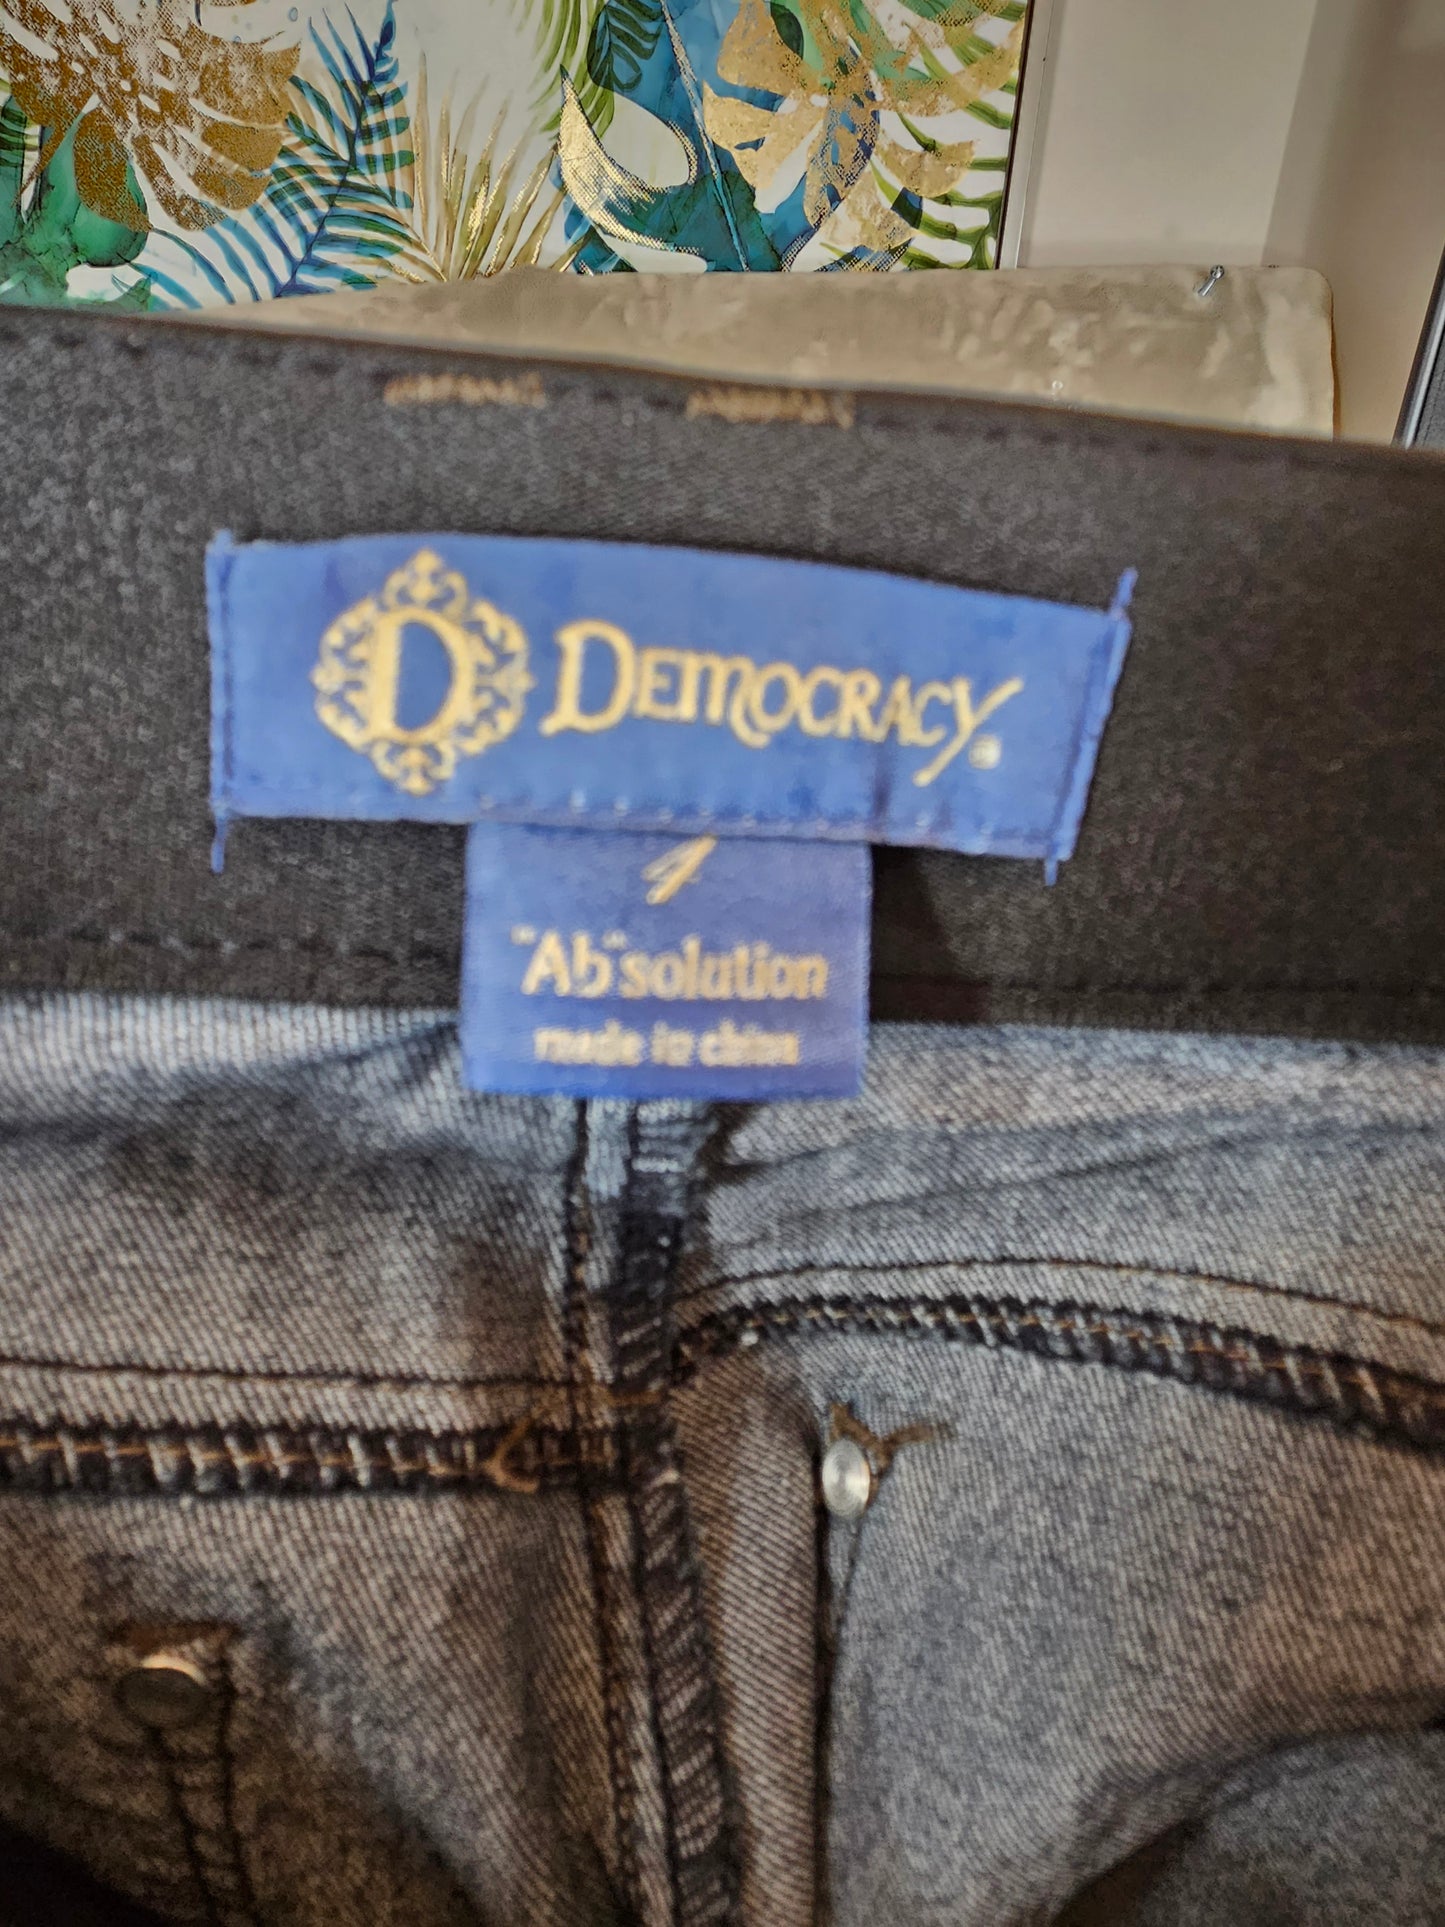 D DEMOCRACY®
4
"Ab"solution
made in china